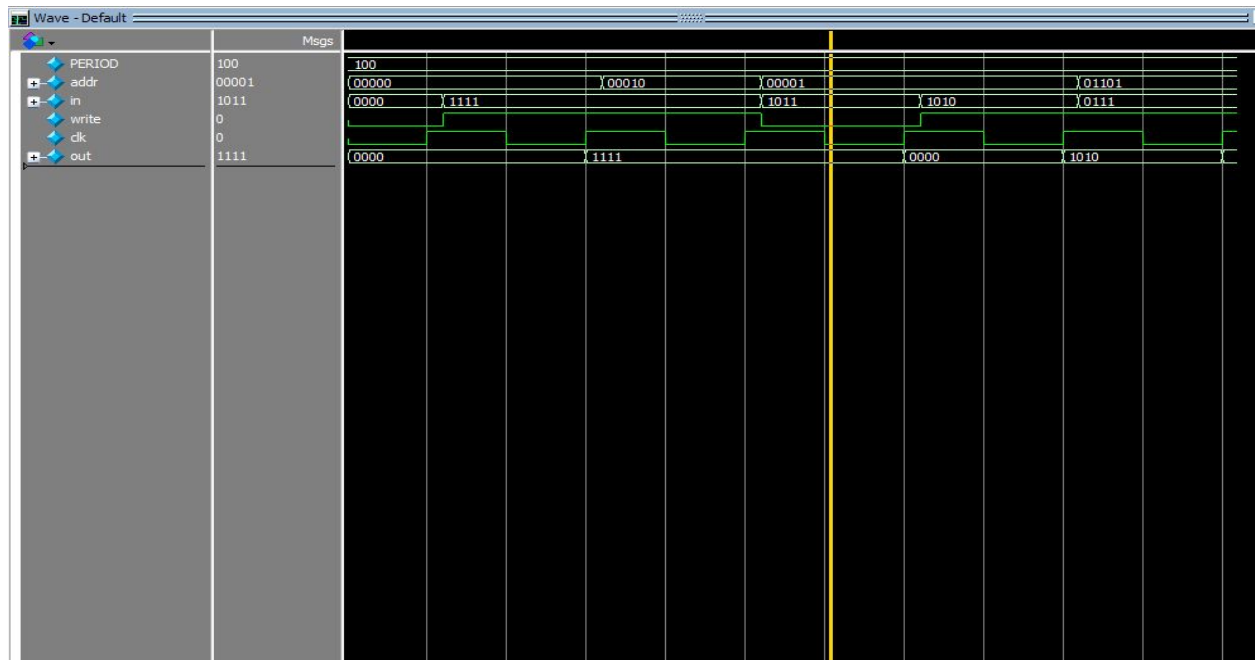 Wave - Default
Msgs
PERIOD 100 100
addr 00001 00000 00010 00001 01101
in 1011 0000 1111 1011 1010 0111
write 0
clk 0
out 1111 0000 1111 0000 1010